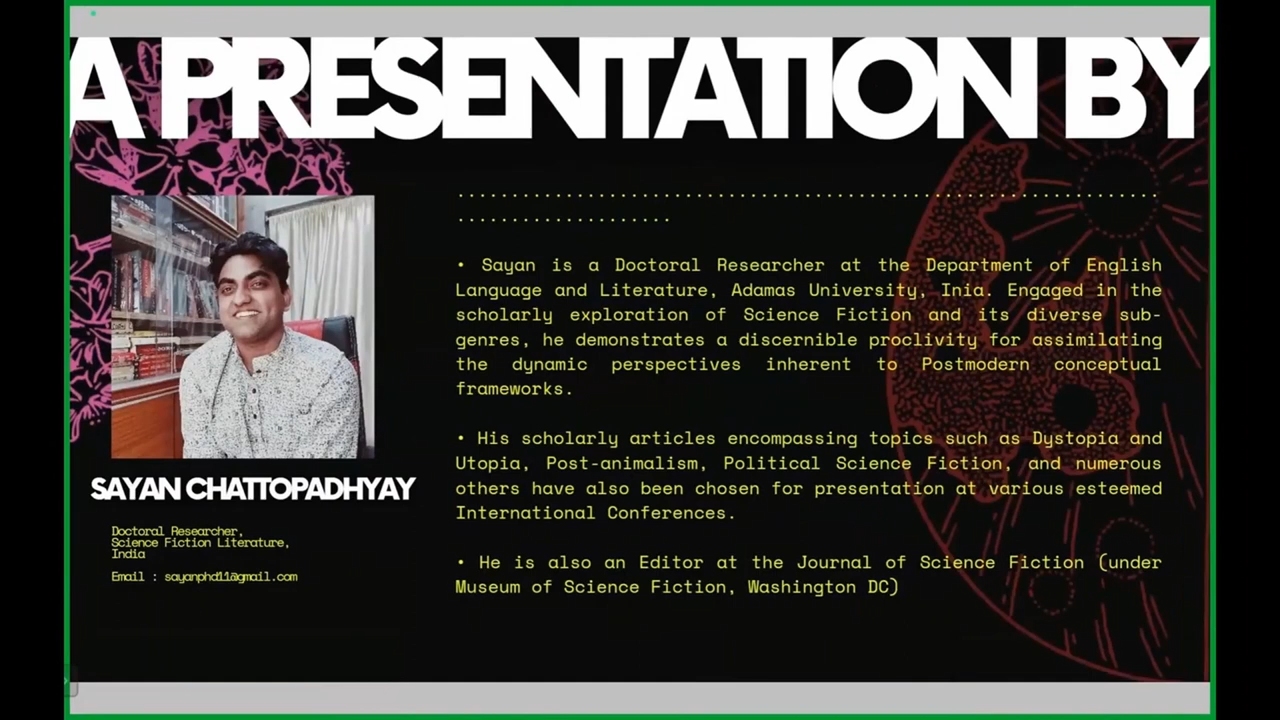 A PRESENTATION BY
• Sayan is a Doctoral Researcher at the Department of English
Language and Literature, Adamas University, Inia. Engaged in the
scholarly exploration of Science Fiction and its diverse sub-
genres, he demonstrates a discernible proclivity for assimilating
the dynamic perspectives inherent to Postmodern conceptual
frameworks.
• His scholarly articles encompassing topics such as Dystopia and
Utopia, Post-animalism, Political Science Fiction, and numerous
others have also been chosen for presentation at various esteemed
International Conferences.
• He is also an Editor at the Journal of Science Fiction (under
Museum of Science Fiction, Washington DC)
SAYAN CHATTOPADHYAY
Doctoral Researcher,
Science Fiction Literature,
India
Email : sayanphd11@gmail.com